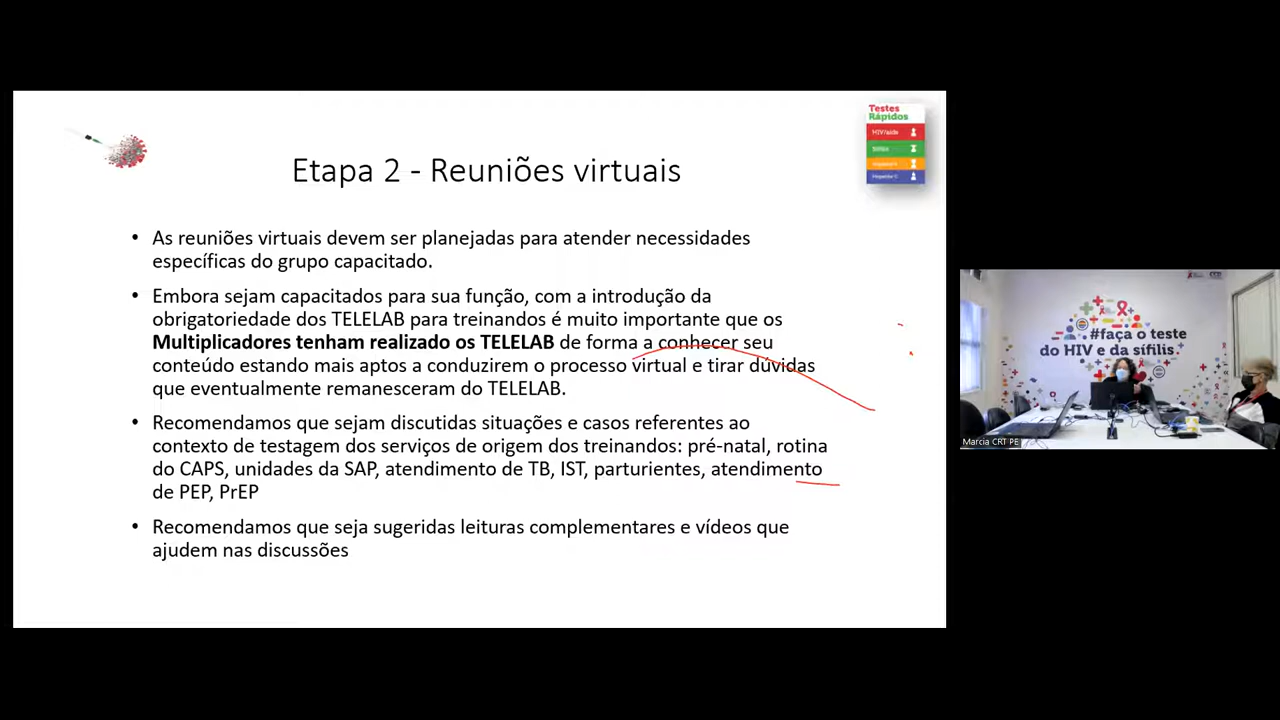 Testes
Rápidos
HIV/aids
Sífilis
Etapa 2 - Reuniões virtuais
• As reuniões virtuais devem ser planejadas para atender necessidades
específicas do grupo capacitado.
• Embora sejam capacitados para sua função, com a introdução da
obrigatoriedade dos TELELAB para treinandos é muito importante que os
Multiplicadores tenham realizado os TELELAB de forma a conhecer seu
conteúdo estando mais aptos a conduzirem o processo virtual e tirar dúvidas
que eventualmente remanesceram do TELELAB.
• Recomendamos que sejam discutidas situações e casos referentes ao
contexto de testagem dos serviços de origem dos treinandos: pré-natal, rotina
do CAPS, unidades da SAP, atendimento de TB, IST, parturientes, atendimento
de PEP, PrEP
• Recomendamos que seja sugeridas leituras complementares e vídeos que
ajudem nas discussões
#faça o teste
do HIV e da sífilis.
Marcia CRT PE